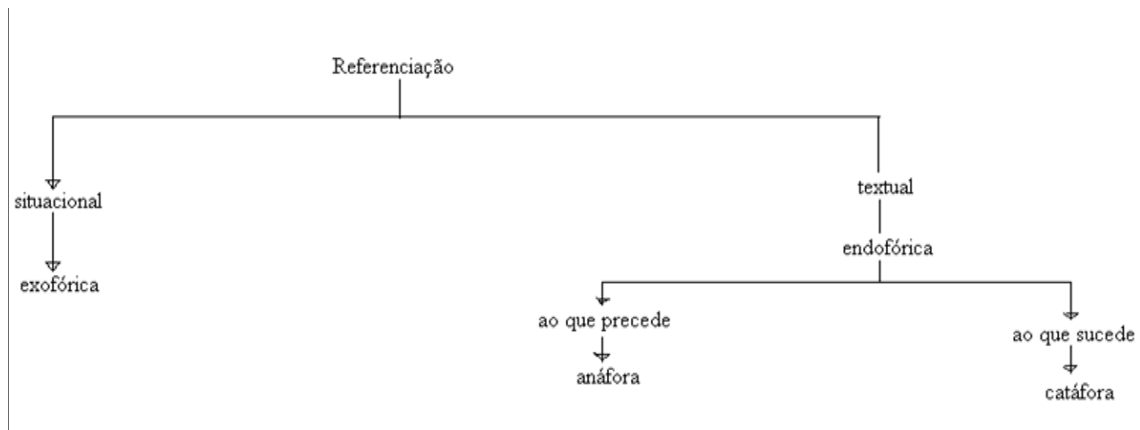 Referenciação
situacional
textual
exofórica
endofórica
ao que precede
ao que sucede
anáfora
catáfora